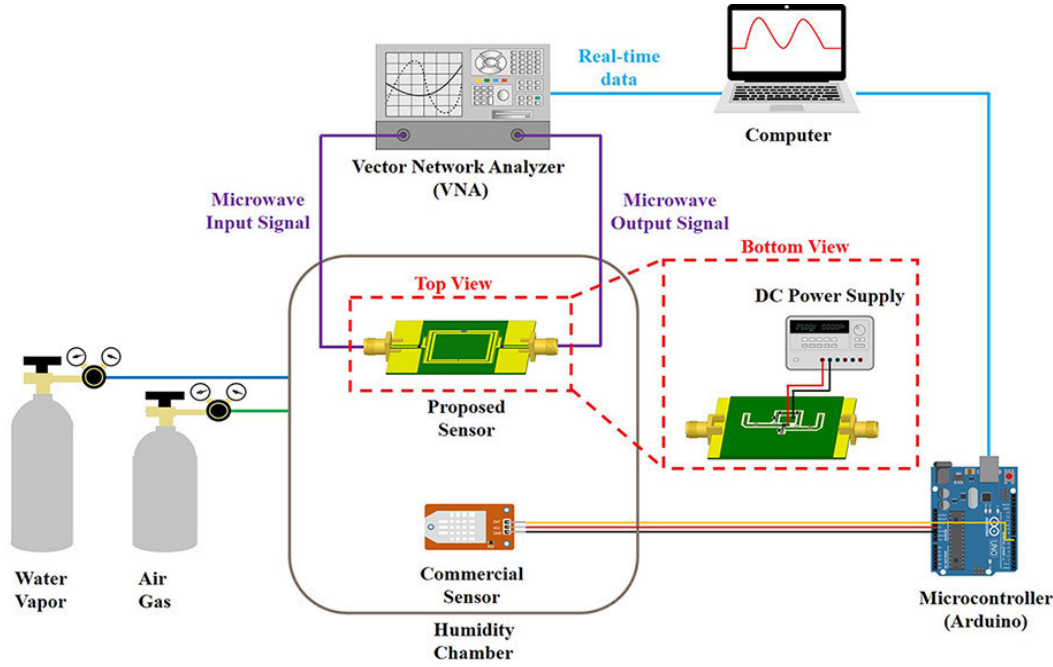 Real-time
data
Computer
Vector Network Analyzer
(VNA)
Microwave
Input Signal
Microwave
Output Signal
Top View
Bottom View
DC Power Supply
Proposed
Sensor
Commercial
Sensor
Humidity
Chamber
Water
Vapor
Air
Gas
UNO
Microcontroller
(Arduino)